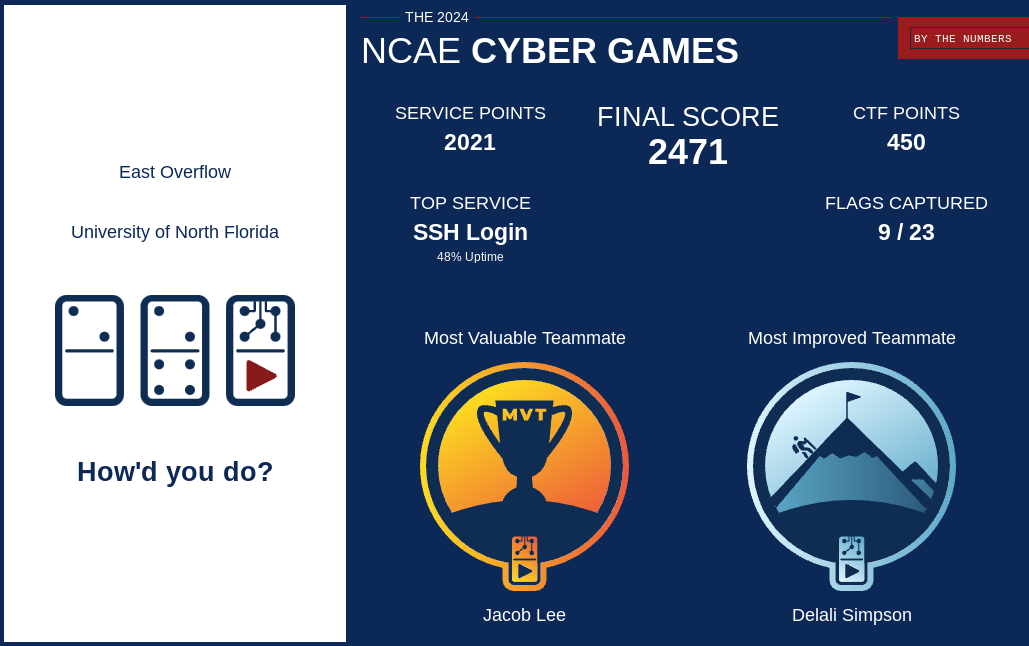 East Overflow
University of North Florida
How'd you do?
THE 2024
NCAE CYBER GAMES
BY THE NUMBERS
SERVICE POINTS
2021
FINAL SCORE
2471
CTF POINTS
450
TOP SERVICE
SSH Login
48% Uptime
FLAGS CAPTURED
9 / 23
Most Valuable Teammate
MVT
Jacob Lee
Most Improved Teammate
Delali Simpson